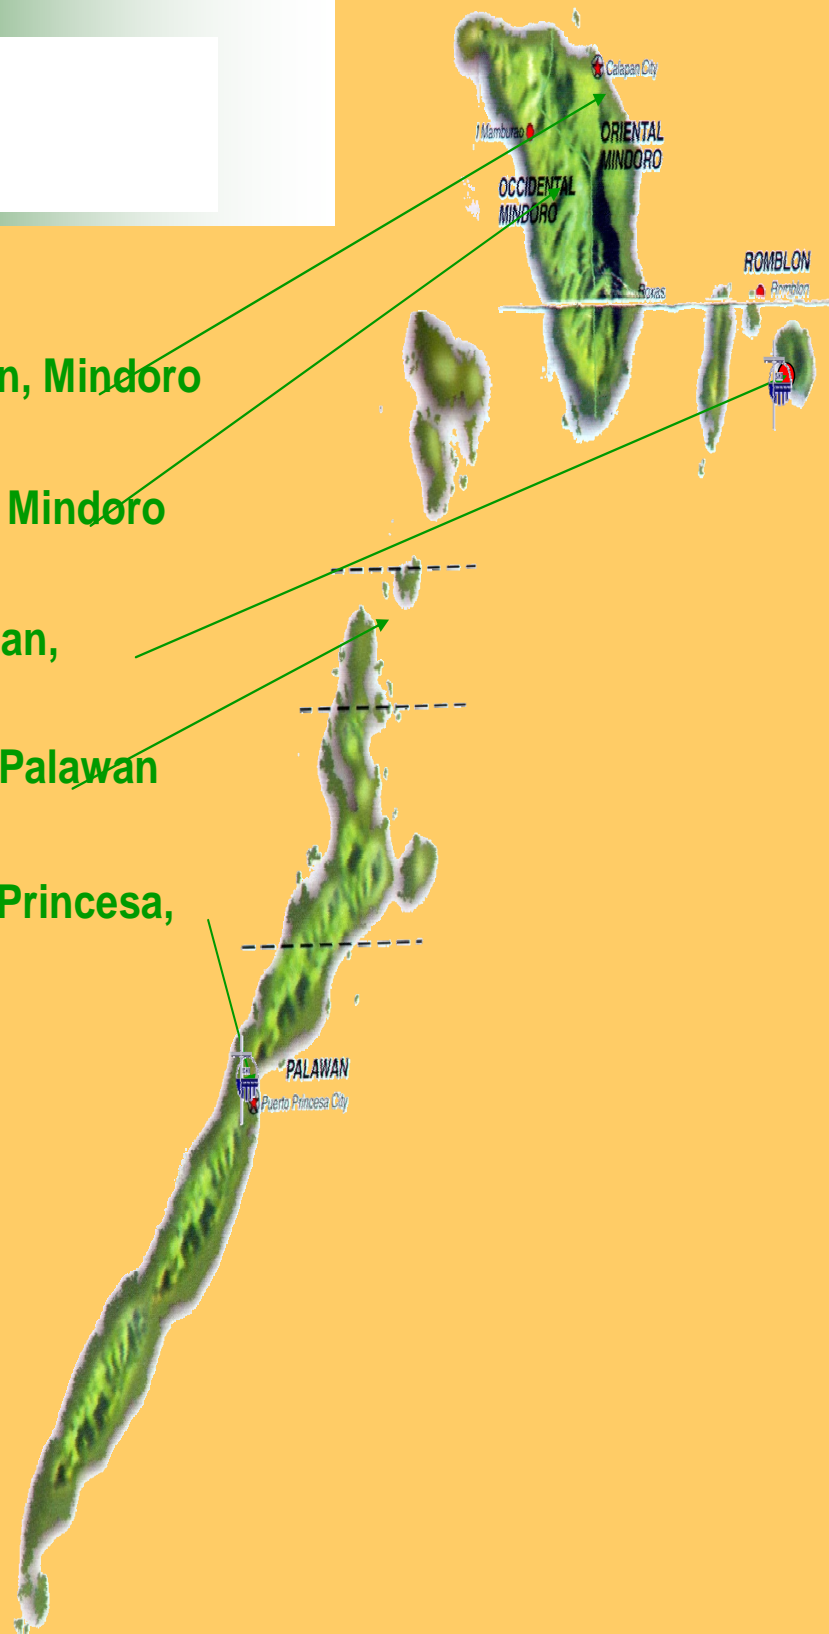 Calapan City
Mamburao
ORIENTAL
MINDORO
OCCIDENTAL
MINDORO
ROMBLON
Romblon
Roxas
n, Mindoro
Mindoro
an,
Palawan
Princesa,
PALAWAN
Puerto Princesa City